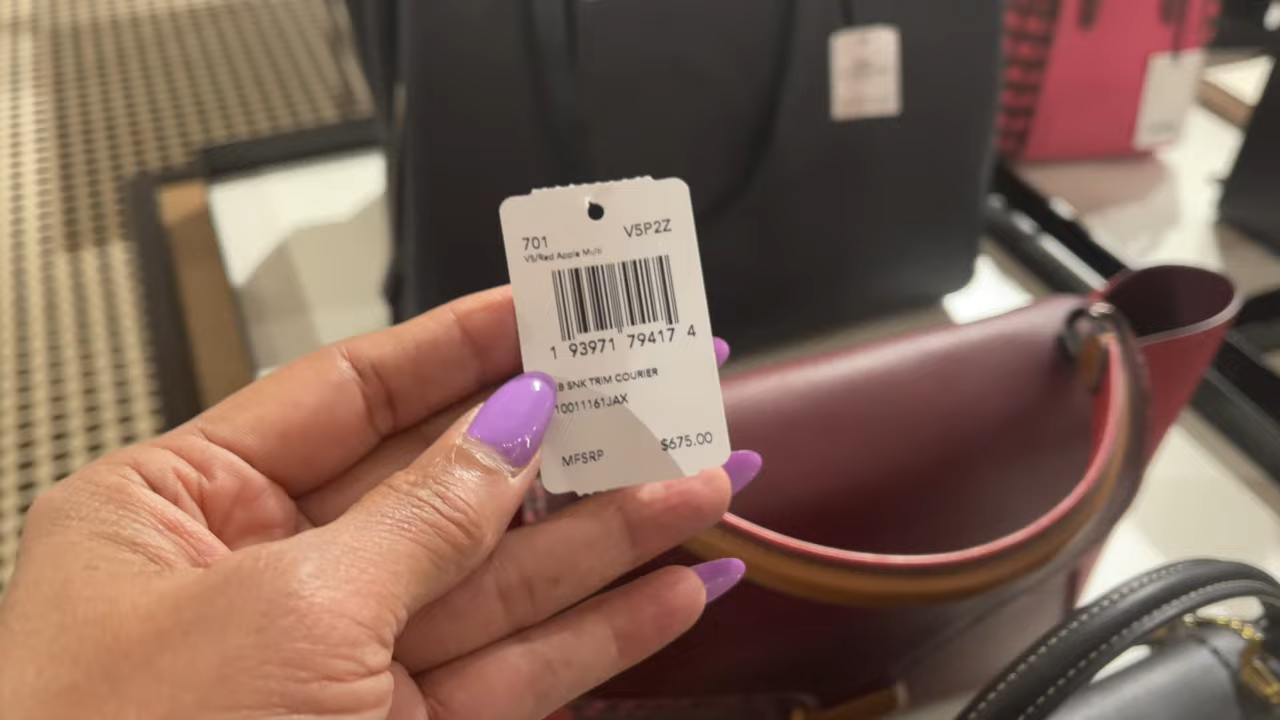 701 V5P2Z
V5/Red Apple Multi
1 93971 79417 4
B SNK TRIM COURIER
10011161JAX
MFSRP $675.00